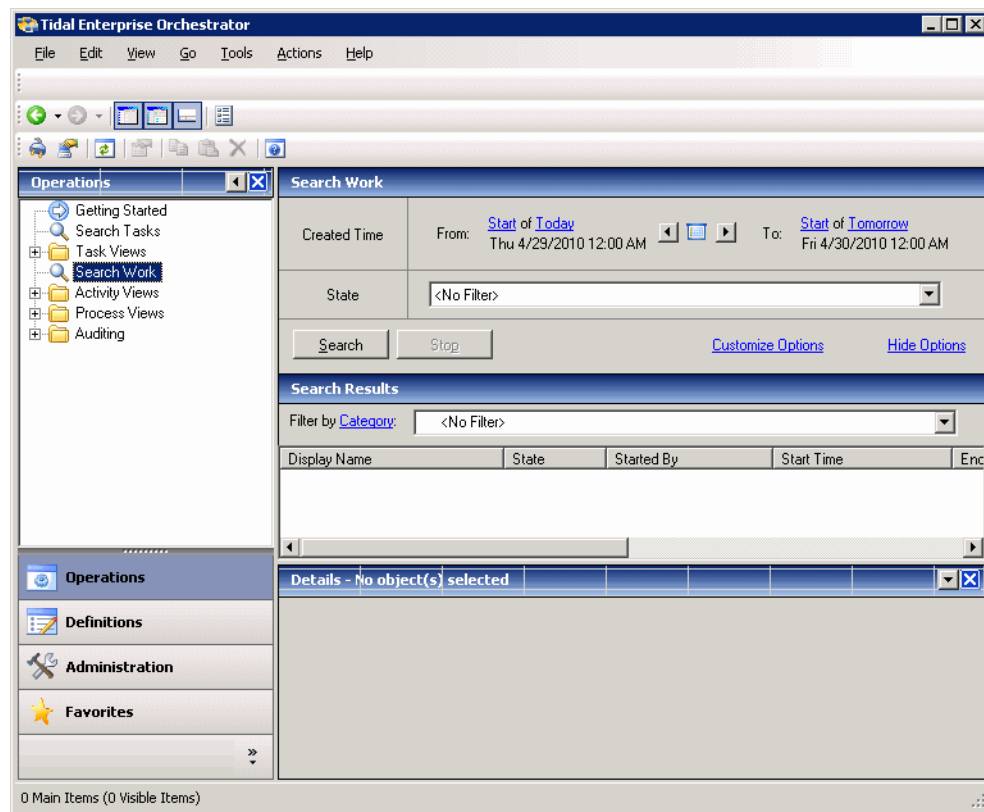 Tidal Enterprise Orchestrator
File Edit View Go Tools Actions Help
Operations
Getting Started
Search Tasks
Task Views
Search Work
Activity Views
Process Views
Auditing
Operations
Definitions
Administration
Favorites
Search Work
Created Time From: Start of Today To: Start of Tomorrow
Thu 4/29/2010 12:00 AM Fri 4/30/2010 12:00 AM
State <No Filter>
Search Stop Customize Options Hide Options
Search Results
Filter by Category: <No Filter>
Display Name State Started By Start Time Enc
Details - No object(s) selected
0 Main Items (0 Visible Items)